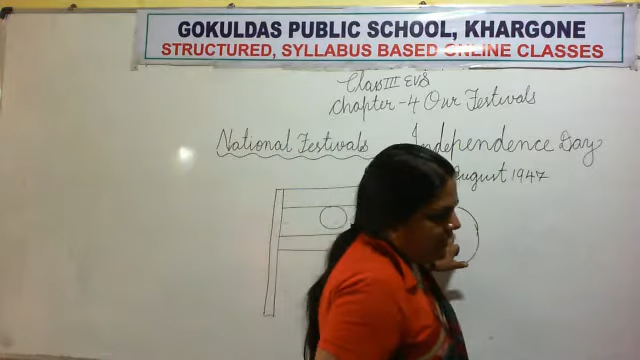 GOKULDAS PUBLIC SCHOOL, KHARGONE
STRUCTURED, SYLLABUS BASED ONLINE CLASSES
Class III EVS
Chapter - 4 Our Festivals
National Festivals Independence Day
August 1947